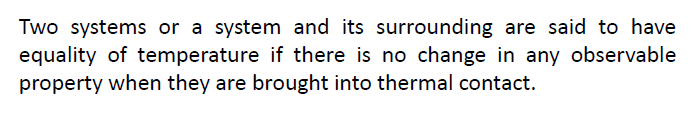 Two systems or a system and its surrounding are said to have
equality of temperature if there is no change in any observable
property when they are brought into thermal contact.